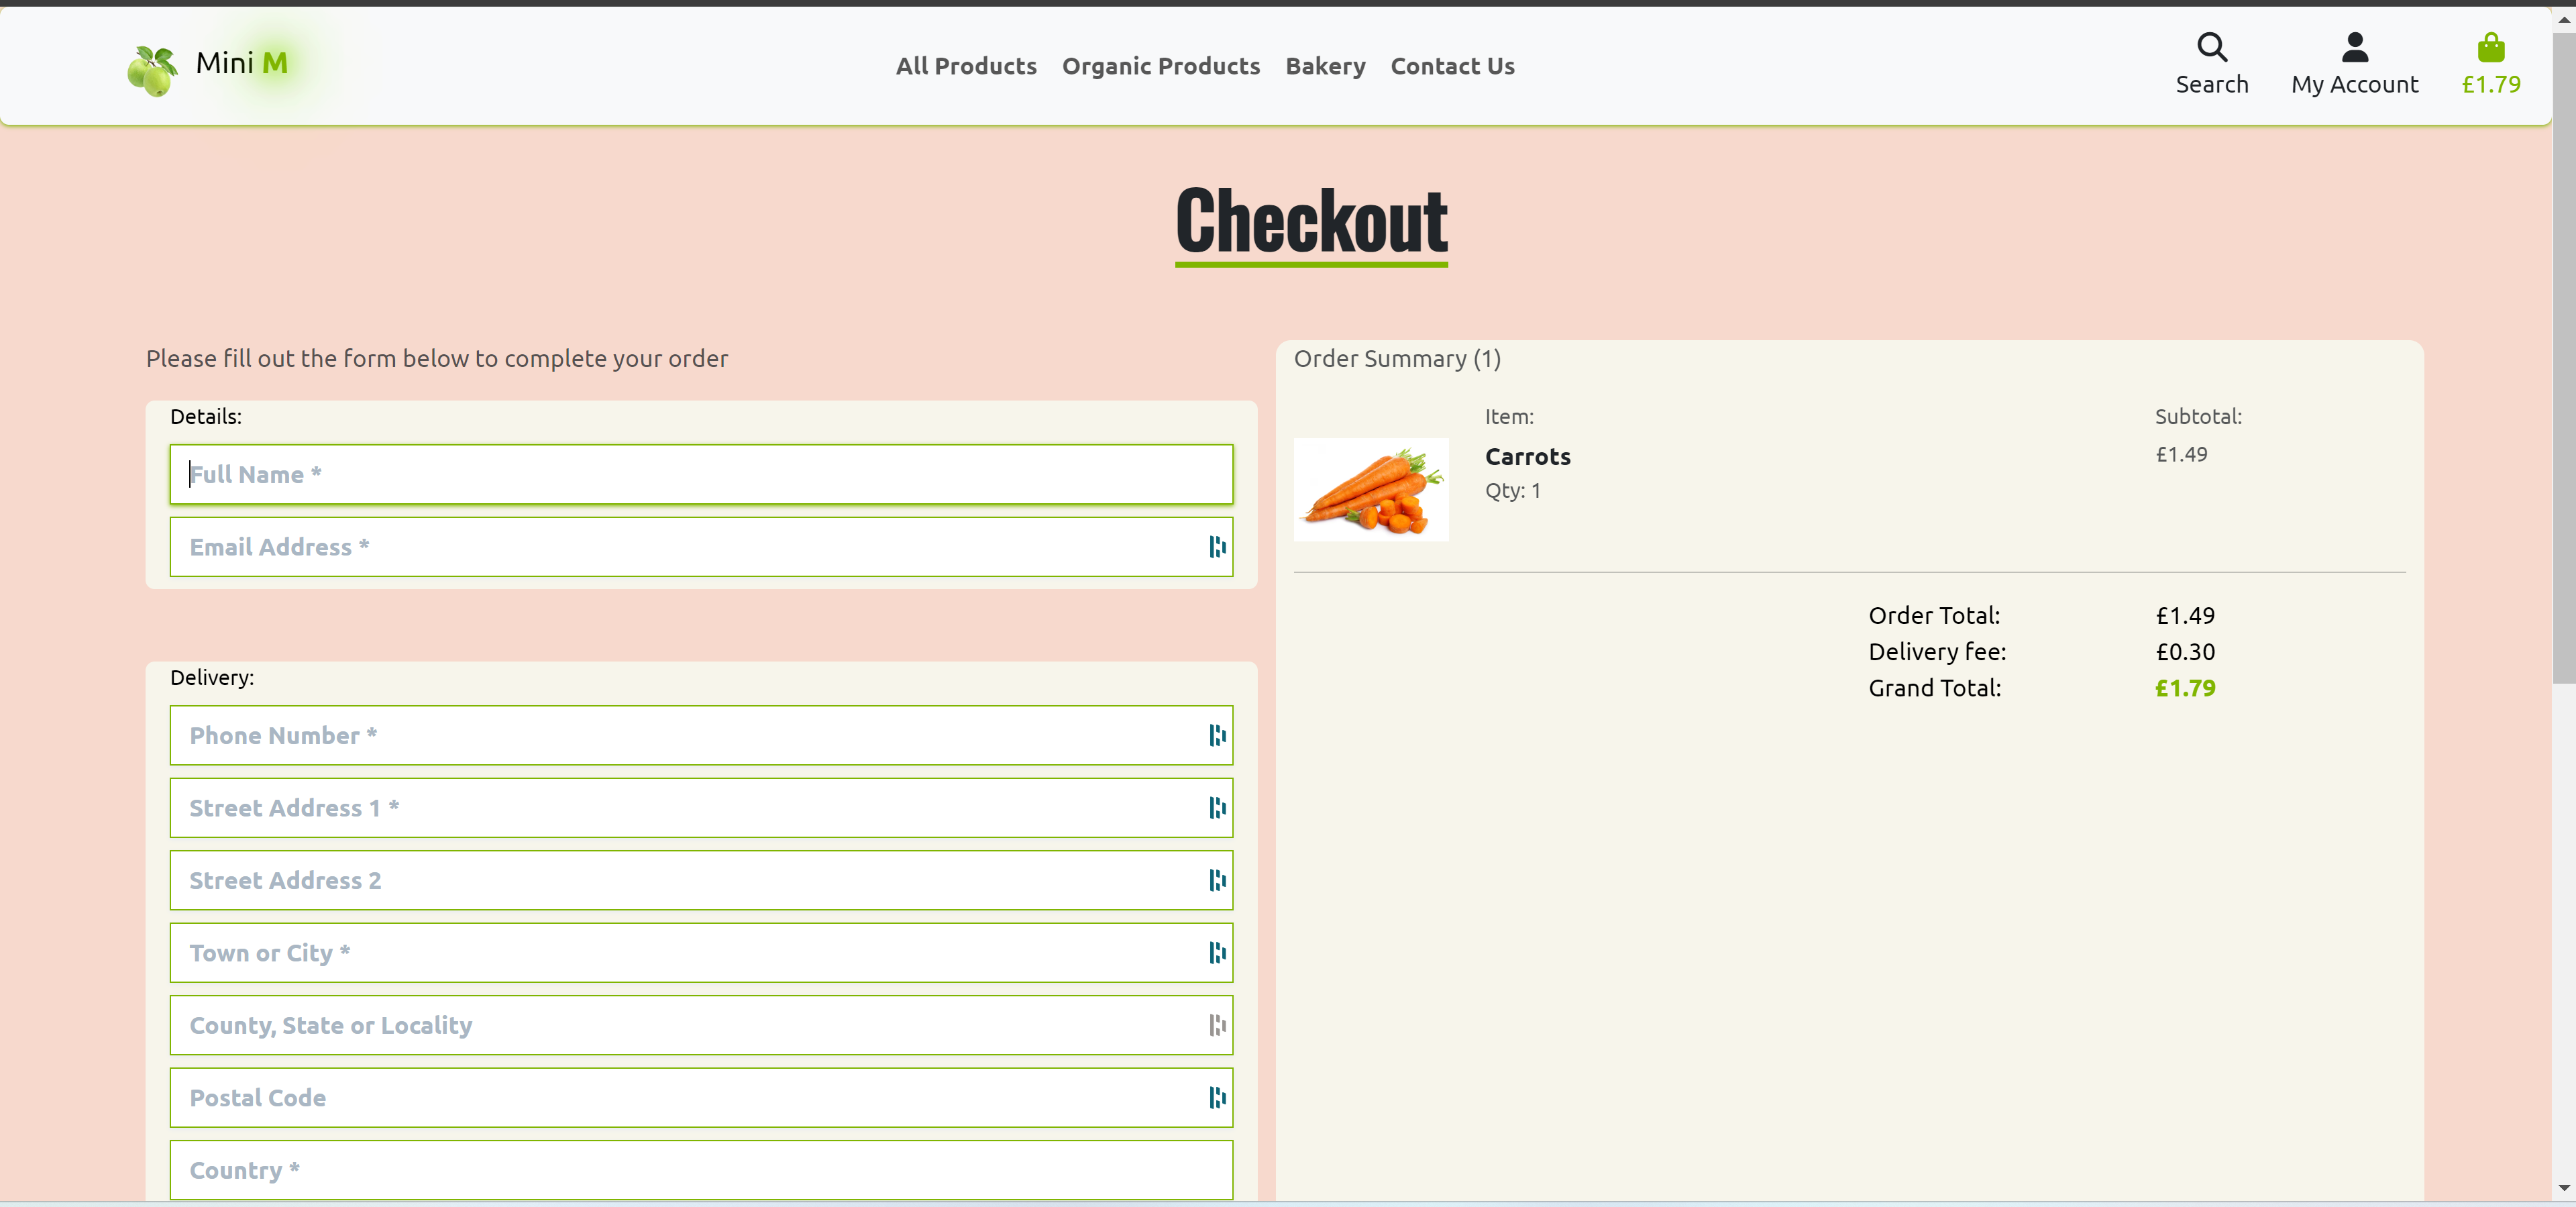 Mini M
All Products Organic Products Bakery Contact Us
Search My Account £1.79
Checkout
Please fill out the form below to complete your order
Details:
Full Name *
Email Address *
Delivery:
Phone Number *
Street Address 1 *
Street Address 2
Town or City *
County, State or Locality
Postal Code
Country *
Order Summary (1)
Item: Subtotal:
Carrots £1.49
Qty: 1
Order Total: £1.49
Delivery fee: £0.30
Grand Total: £1.79